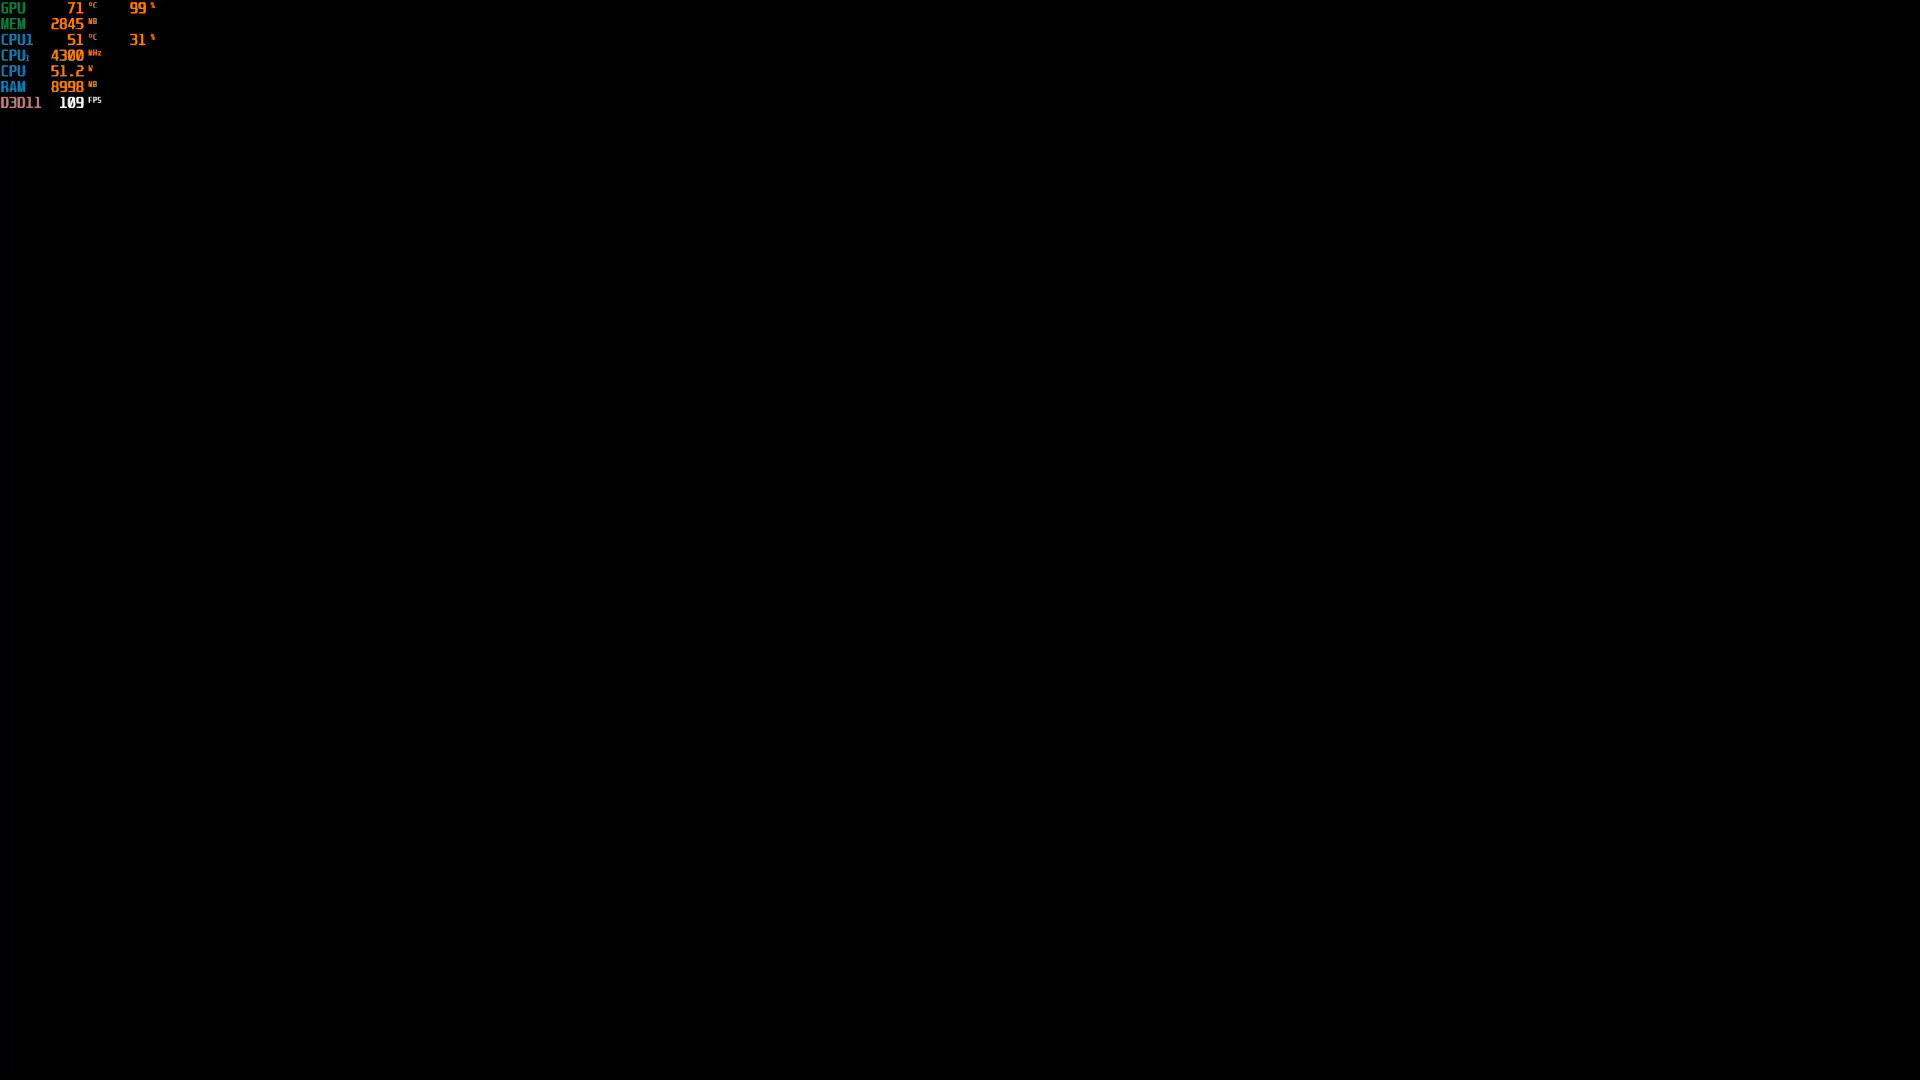 GPU 71 °C 99 %
MEM 2845 MB
CPU1 51 °C 31 %
CPU1 4300 MHz
CPU 51.2 W
RAM 8998 MB
D3D11 109 FPS